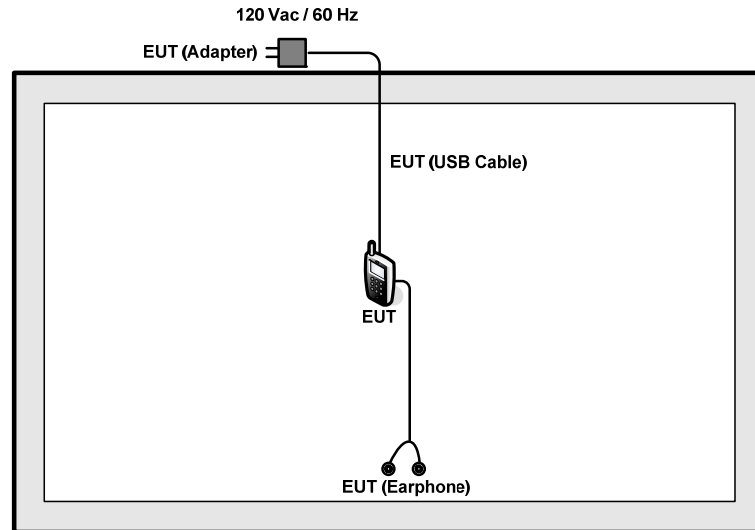 120 Vac / 60 Hz
EUT (Adapter)
EUT (USB Cable)
EUT
EUT (Earphone)